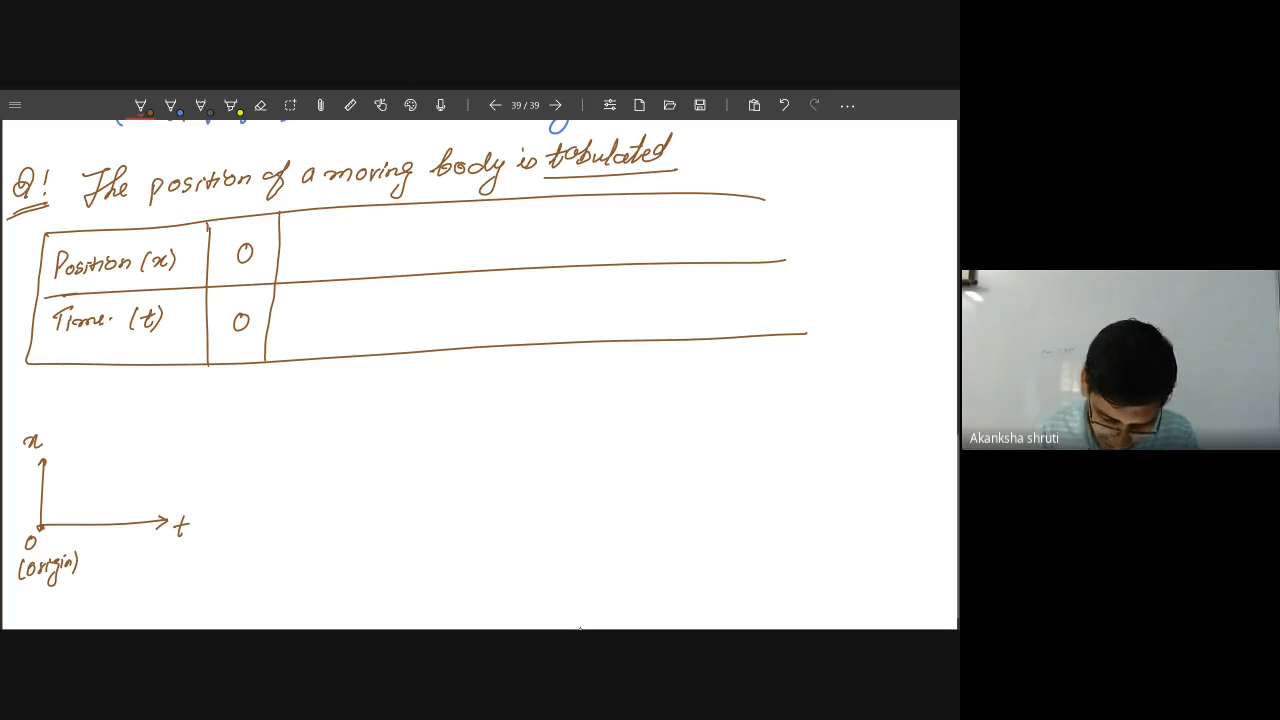 39 / 39
Q! The position of a moving body is tabulated
Position (x) 0
Time. (t) 0
x
t
0
(origin)
Akanksha shruti